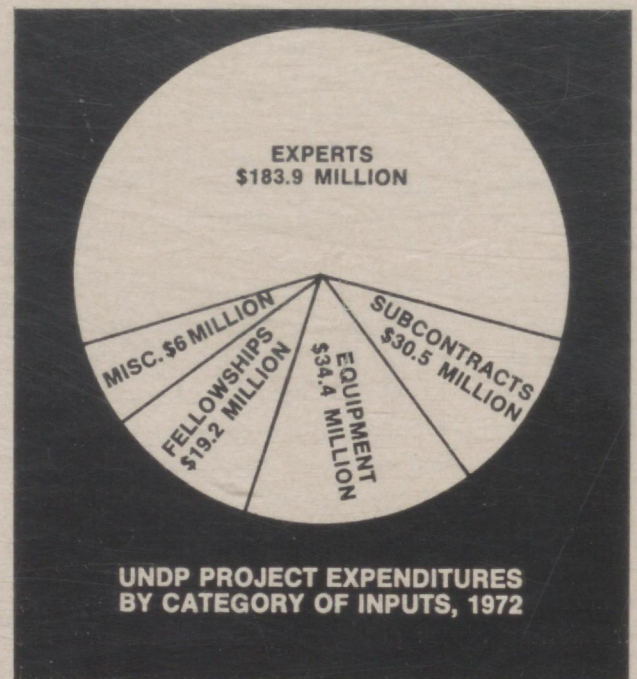 EXPERTS
$183.9 MILLION
SUBCONTRACTS
$30.5 MILLION
EQUIPMENT
$34.4 MILLION
FELLOWSHIPS
$19.2 MILLION
MISC. $6 MILLION
UNDP PROJECT EXPENDITURES
BY CATEGORY OF INPUTS, 1972